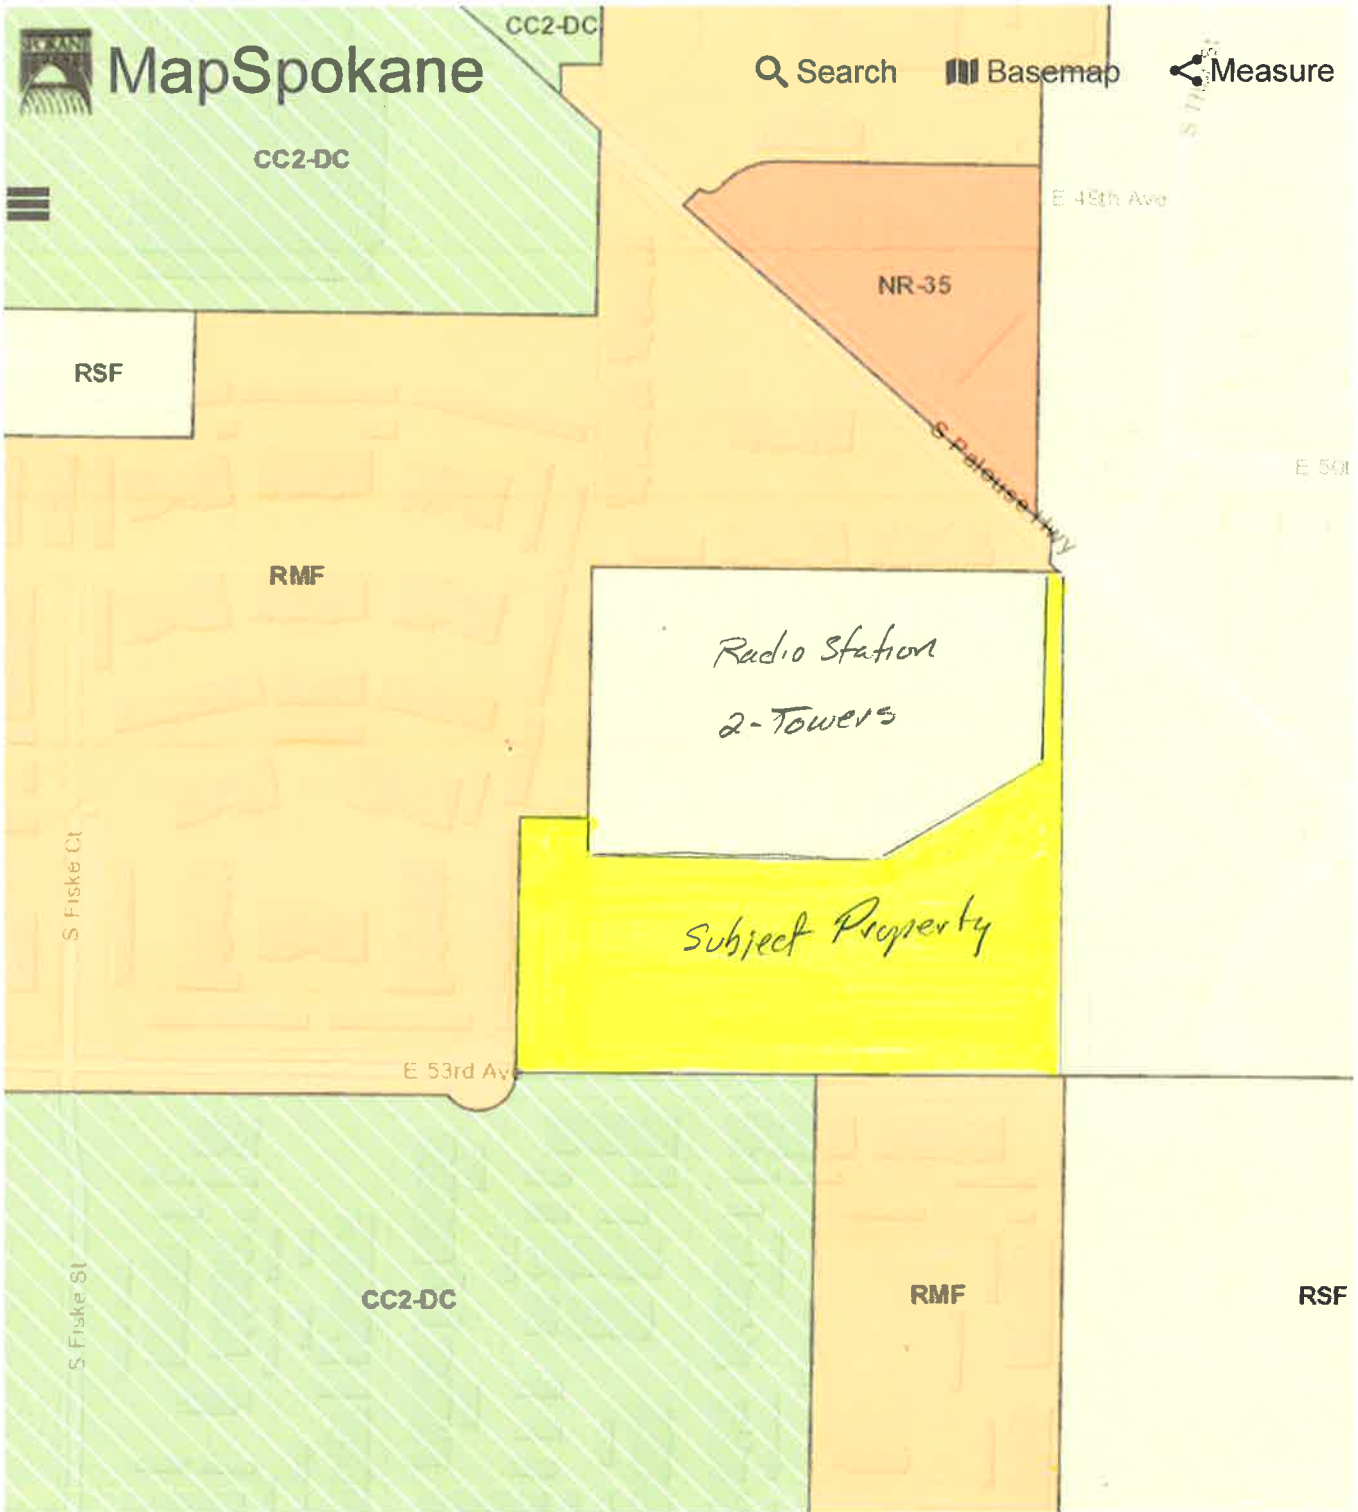 CC2-DC
SPOKANE
MapSpokane
Search
Basemap
Measure
CC2-DC
E 49th Ave
NR-35
RSF
S Palouse Hwy
RMF
Radio Station
2-Towers
S Fiske Ct
Subject Property
E 53rd Ave
S Fiske St
CC2-DC
RMF
RSF